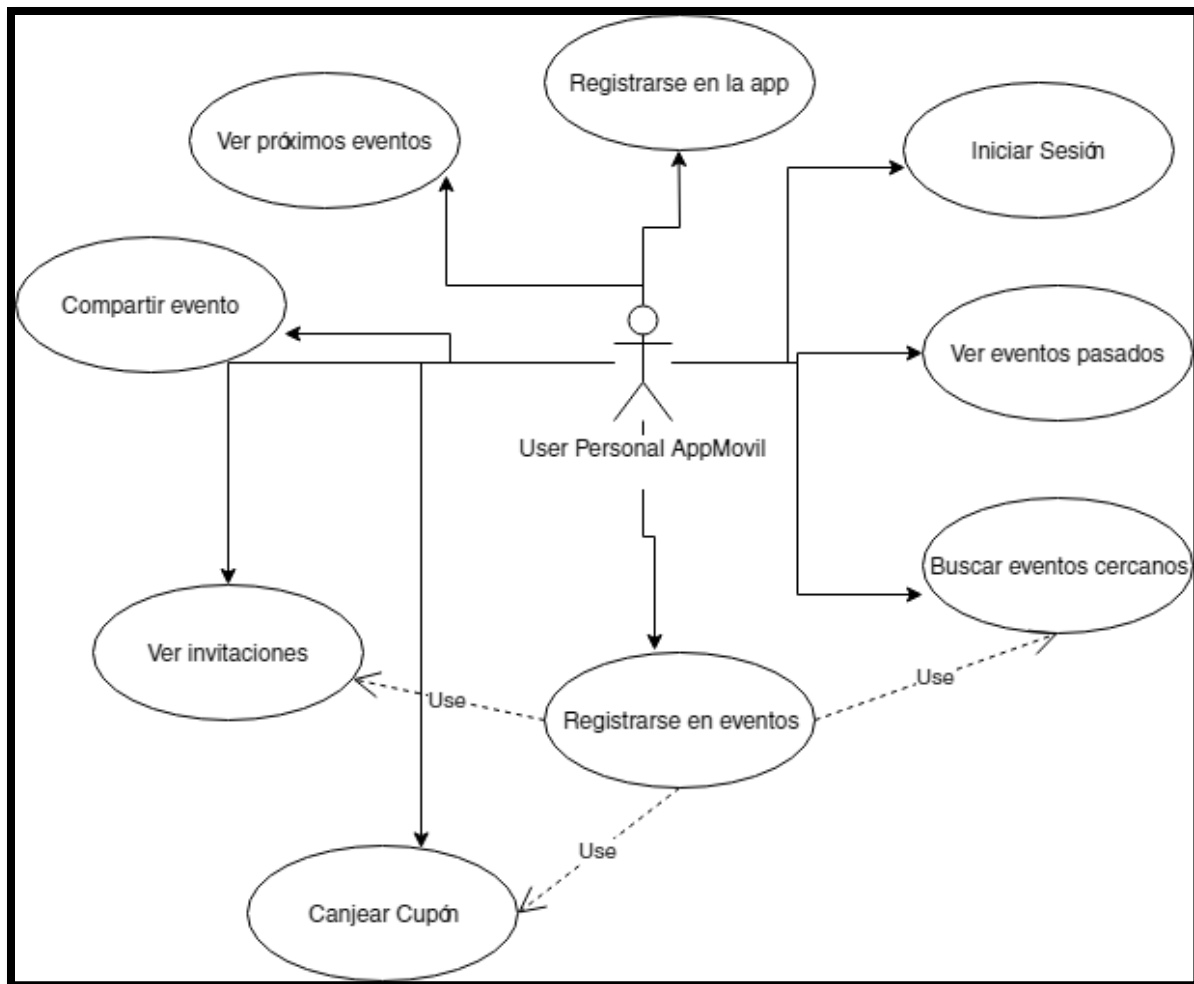 Registrarse en la app
Ver próximos eventos
Iniciar Sesión
Compartir evento
Ver eventos pasados
User Personal AppMovil
Buscar eventos cercanos
Ver invitaciones
Use
Use
Registrarse en eventos
Use
Canjear Cupón